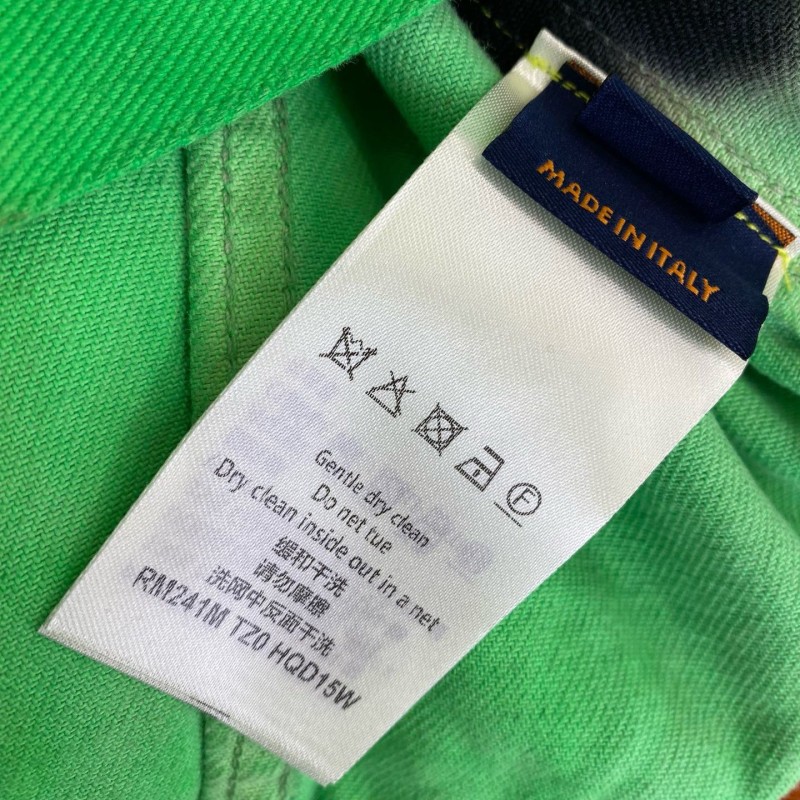 MADE IN ITALY
F
Gentle dry clean
Do not tue
Dry clean inside out in a net
缓和干洗
请勿摩擦
洗网中反面干洗
RM241M TZ0 HQD15W